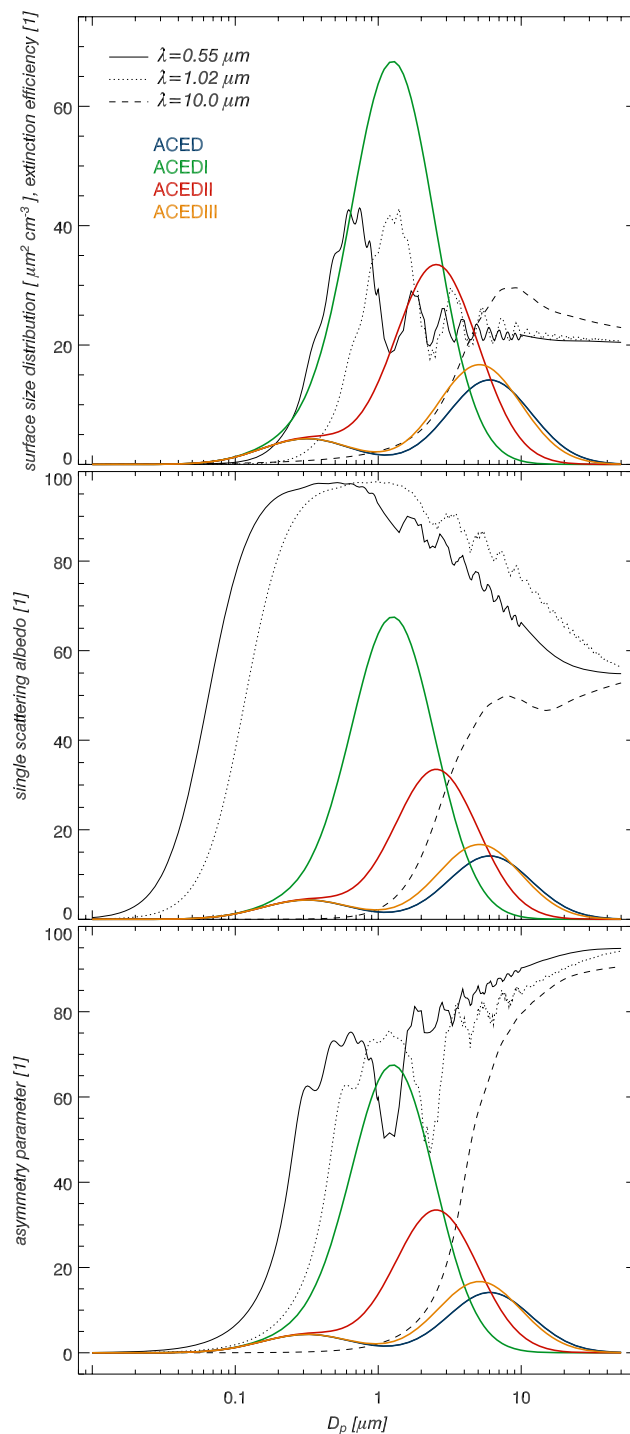 surface size distribution [ μm² cm⁻³ ], extinction efficiency [1]
60
40
20
0
λ=0.55 μm
λ=1.02 μm
λ=10.0 μm
ACED
ACEDI
ACEDII
ACEDIII
single scattering albedo [1]
100
80
60
40
20
0
asymmetry parameter [1]
100
80
60
40
20
0
0.1 1 10
Dₚ [μm]